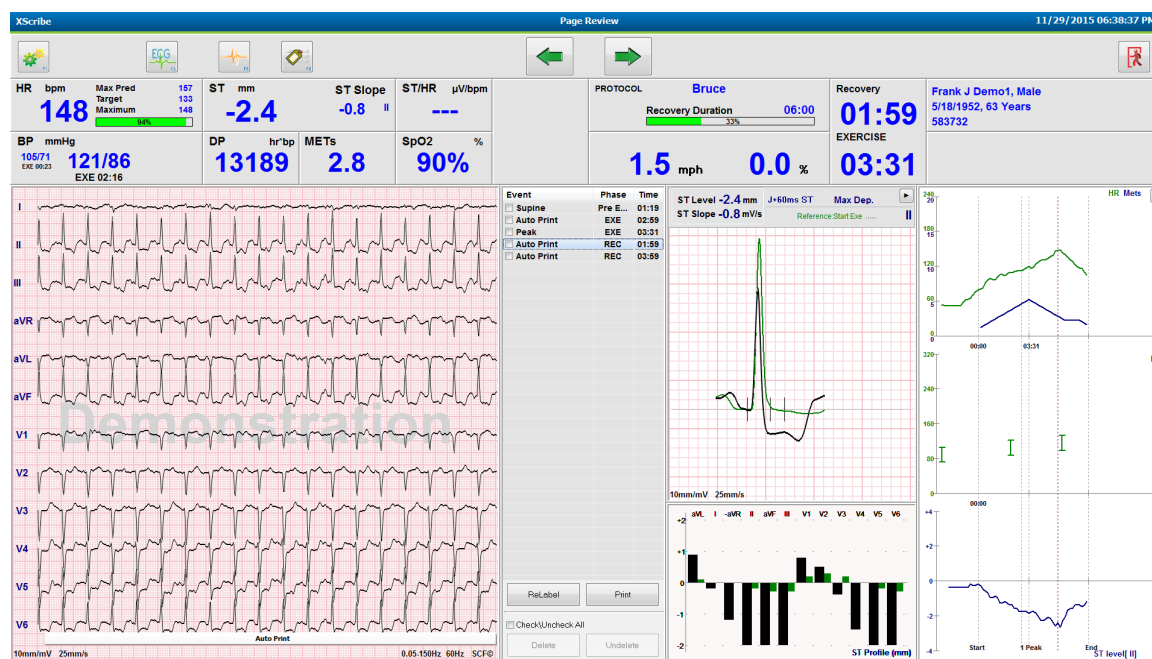 XScribe Page Review 11/29/2015 06:38:37 PM
ECG
HR bpm Max Pred 157
Target 133
Maximum 148
148
94%
ST mm
-2.4
ST Slope
-0.8 II
ST/HR µV/bpm
---
BP mmHg
105/71 121/86
EXE 00:23
EXE 02:16
DP hr*bp
13189
METs
2.8
SpO2 %
90%
PROTOCOL Bruce
Recovery Duration 06:00
33%
1.5 mph 0.0 %
Recovery
01:59
EXERCISE
03:31
Frank J Demo1, Male
5/18/1952, 63 Years
583732
I
II
III
aVR
aVL
aVF
Demonstration
V1
V2
V3
V4
V5
V6
Auto Print
10mm/mV 25mm/s 0.05-150Hz 60Hz SCF©
Event Phase Time
Supine Pre E... 01:19
Auto Print EXE 02:59
Peak EXE 03:31
Auto Print REC 01:59
Auto Print REC 03:59
ReLabel Print
Check\Uncheck All
Delete Undelete
ST Level -2.4 mm J+60ms ST Max Dep.
ST Slope -0.8 mV/s Reference:Start Exe ..... II
10mm/mV 25mm/s
aVL I -aVR II aVF III V1 V2 V3 V4 V5 V6
+2
+1
0
-1
-2
ST Profile (mm)
HR Mets
240
20
180
15
120
10
60
5
0
0
00:00 03:31
320
240
160
80
0
00:00
+4
+2
0
-2
-4
Start 1 Peak End
ST level[ II]